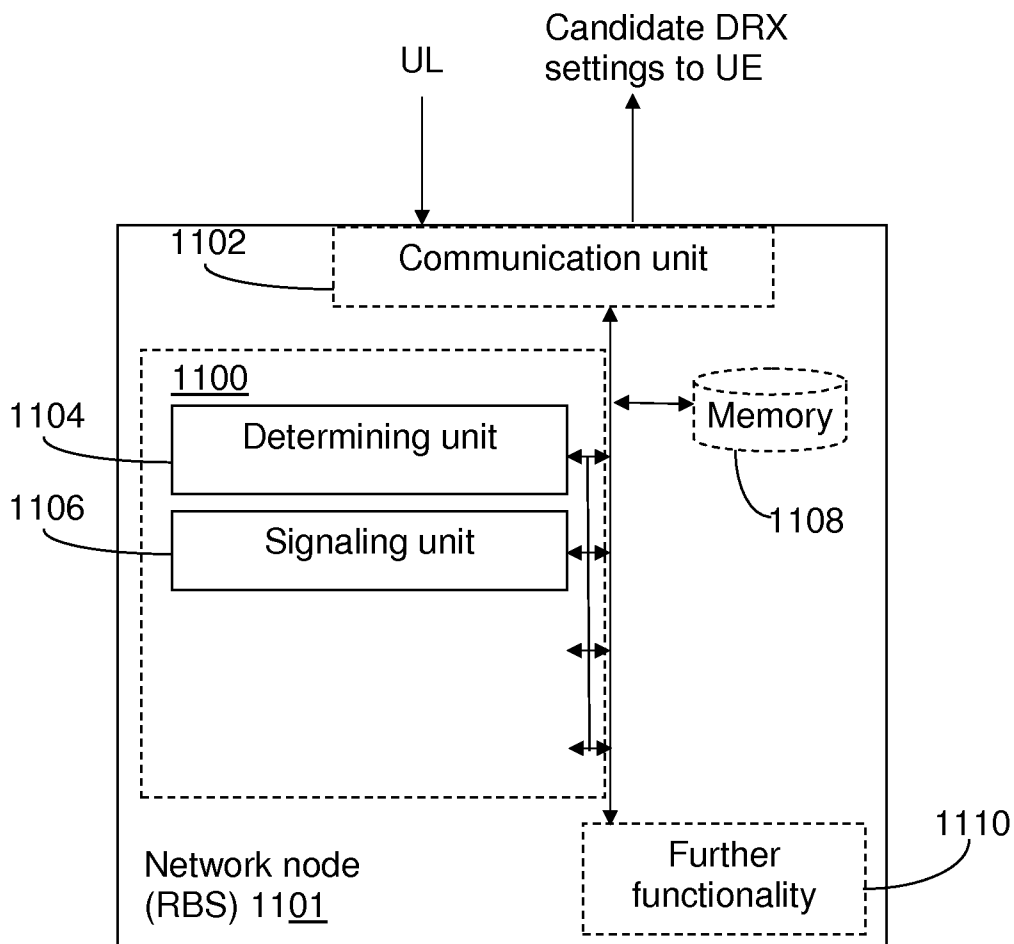 Candidate DRX
settings to UE
UL
1102
Communication unit
1100
1104
Determining unit
Memory
1106
Signaling unit
1108
1110
Further
functionality
Network node
(RBS) 1101